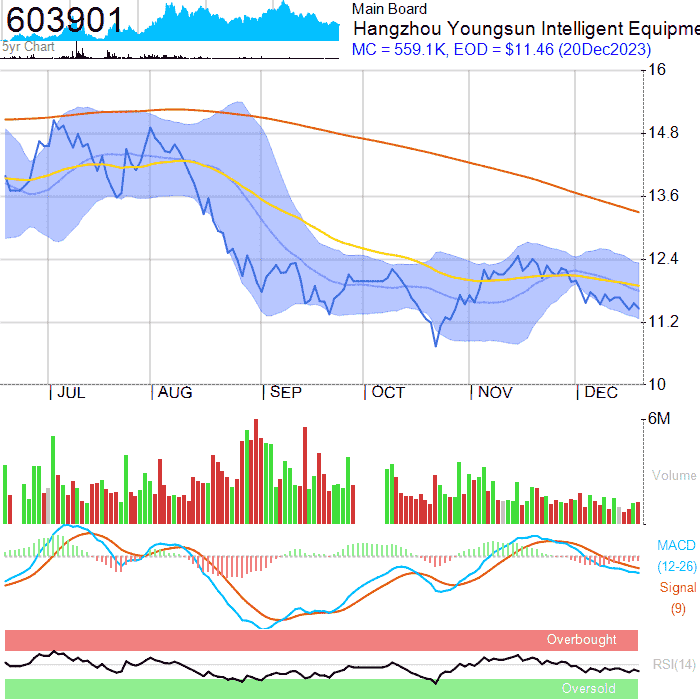 603901
5yr Chart
Main Board
Hangzhou Youngsun Intelligent Equipme
MC = 559.1K, EOD = $11.46 (20Dec2023)
16
14.8
13.6
12.4
11.2
10
JUL AUG SEP OCT NOV DEC
6M
Volume
MACD
(12-26)
Signal
(9)
Overbought
RSI(14)
Oversold